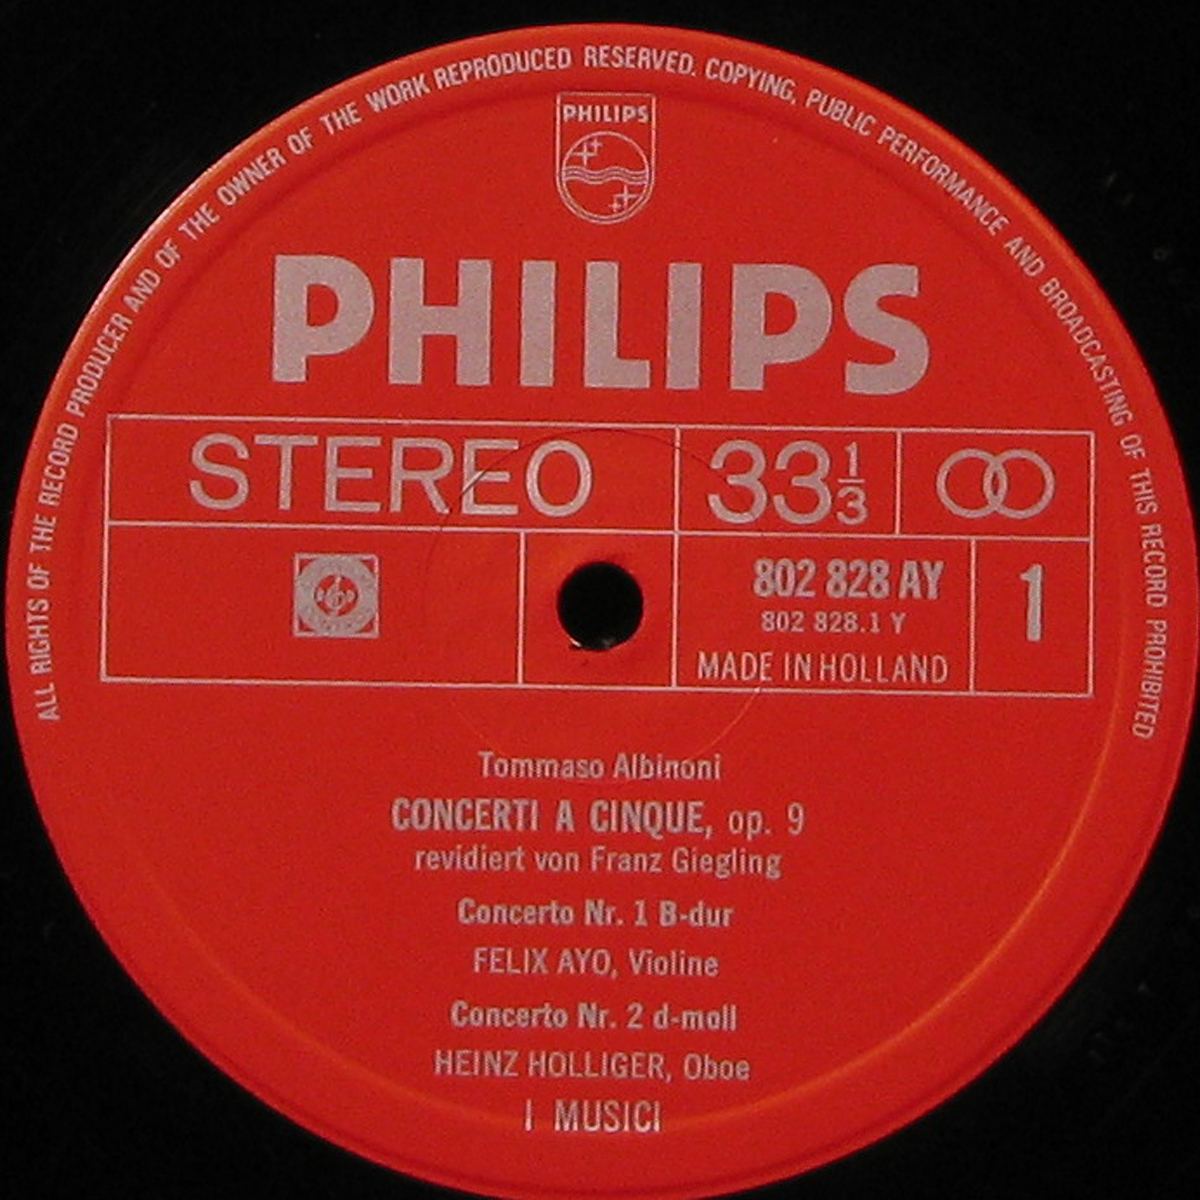 ALL RIGHTS OF THE RECORD PRODUCER AND OF THE OWNER OF THE WORK REPRODUCED RESERVED. COPYING, PUBLIC PERFORMANCE AND BROADCASTING OF THIS RECORD PROHIBITED
PHILIPS
PHILIPS
STEREO 33 1/3
802 828 AY 1
802 828.1 Y
MADE IN HOLLAND
Tommaso Albinoni
CONCERTI A CINQUE, op. 9
revidiert von Franz Giegling
Concerto Nr. 1 B-dur
FELIX AYO, Violine
Concerto Nr. 2 d-moll
HEINZ HOLLIGER, Oboe
I MUSICI